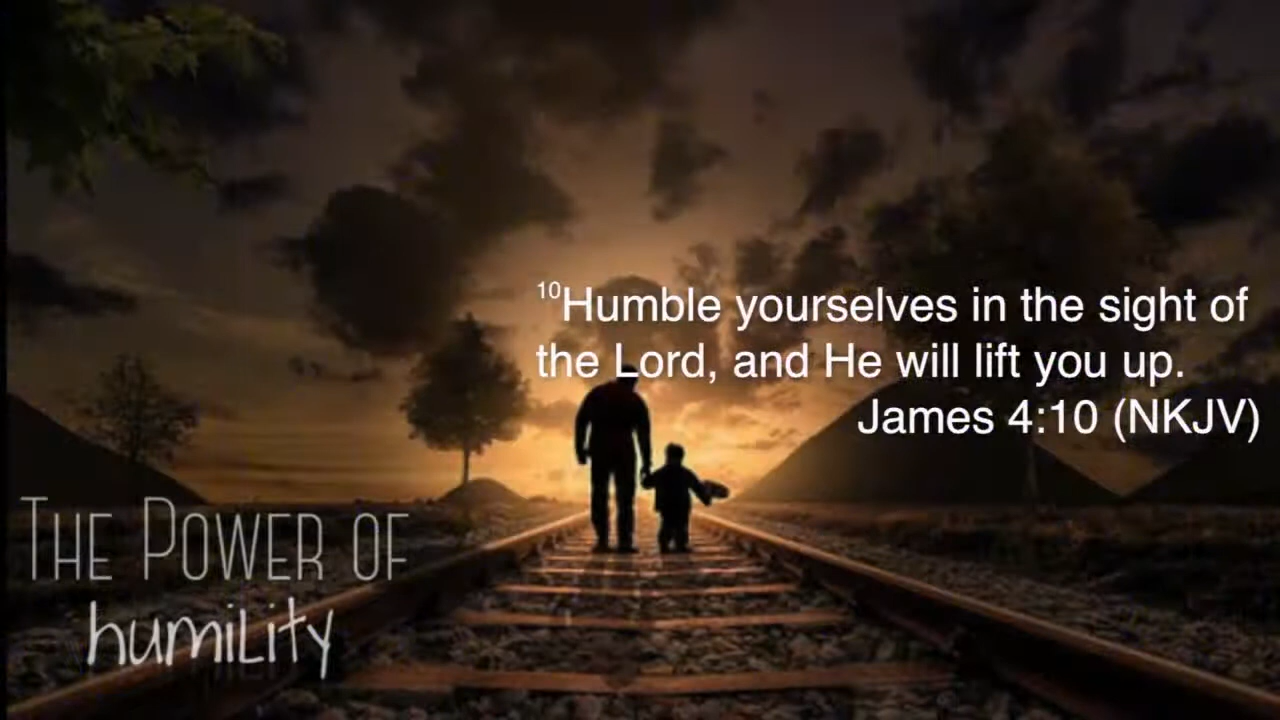 ¹⁰Humble yourselves in the sight of
the Lord, and He will lift you up.
James 4:10 (NKJV)
The Power of
humiLity